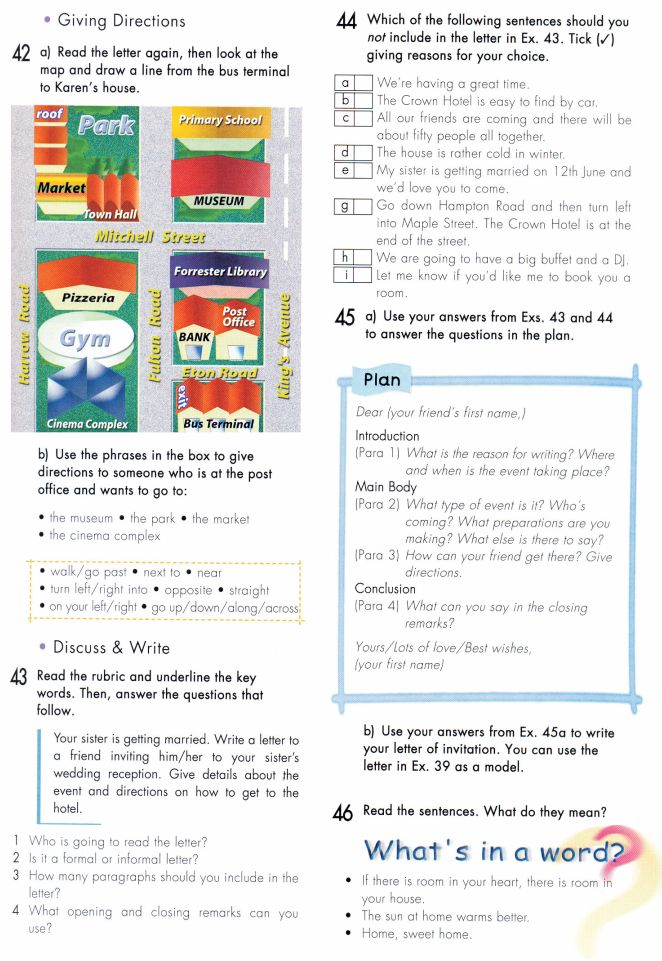 • Giving Directions
42 a) Read the letter again, then look at the
map and draw a line from the bus terminal
to Karen's house.
roof
Park
Primary School
Market
Town Hall
MUSEUM
Mitchell Street
Harrow Road
Pizzeria
Gym
Cinema Complex
Fulton Road
Forrester Library
Post
Office
BANK
Eton Road
King's Avenue
exit
Bus Terminal
b) Use the phrases in the box to give
directions to someone who is at the post
office and wants to go to:
• the museum • the park • the market
• the cinema complex
• walk/go past • next to • near
• turn left/right into • opposite • straight
• on your left/right • go up/down/along/across
• Discuss & Write
43 Read the rubric and underline the key
words. Then, answer the questions that
follow.
Your sister is getting married. Write a letter to
a friend inviting him/her to your sister's
wedding reception. Give details about the
event and directions on how to get to the
hotel.
1 Who is going to read the letter?
2 Is it a formal or informal letter?
3 How many paragraphs should you include in the
letter?
4 What opening and closing remarks can you
use?
44 Which of the following sentences should you
not include in the letter in Ex. 43. Tick (✓)
giving reasons for your choice.
a We're having a great time.
b The Crown Hotel is easy to find by car.
c All our friends are coming and there will be
about fifty people all together.
d The house is rather cold in winter.
e My sister is getting married on 12th June and
we'd love you to come.
g Go down Hampton Road and then turn left
into Maple Street. The Crown Hotel is at the
end of the street.
h We are going to have a big buffet and a DJ.
i Let me know if you'd like me to book you a
room.
45 a) Use your answers from Exs. 43 and 44
to answer the questions in the plan.
Plan
Dear (your friend's first name,)
Introduction
(Para 1) What is the reason for writing? Where
and when is the event taking place?
Main Body
(Para 2) What type of event is it? Who's
coming? What preparations are you
making? What else is there to say?
(Para 3) How can your friend get there? Give
directions.
Conclusion
(Para 4) What can you say in the closing
remarks?
Yours/Lots of love/Best wishes,
(your first name)
b) Use your answers from Ex. 45a to write
your letter of invitation. You can use the
letter in Ex. 39 as a model.
46 Read the sentences. What do they mean?
What's in a word?
• If there is room in your heart, there is room in
your house.
• The sun at home warms better.
• Home, sweet home.